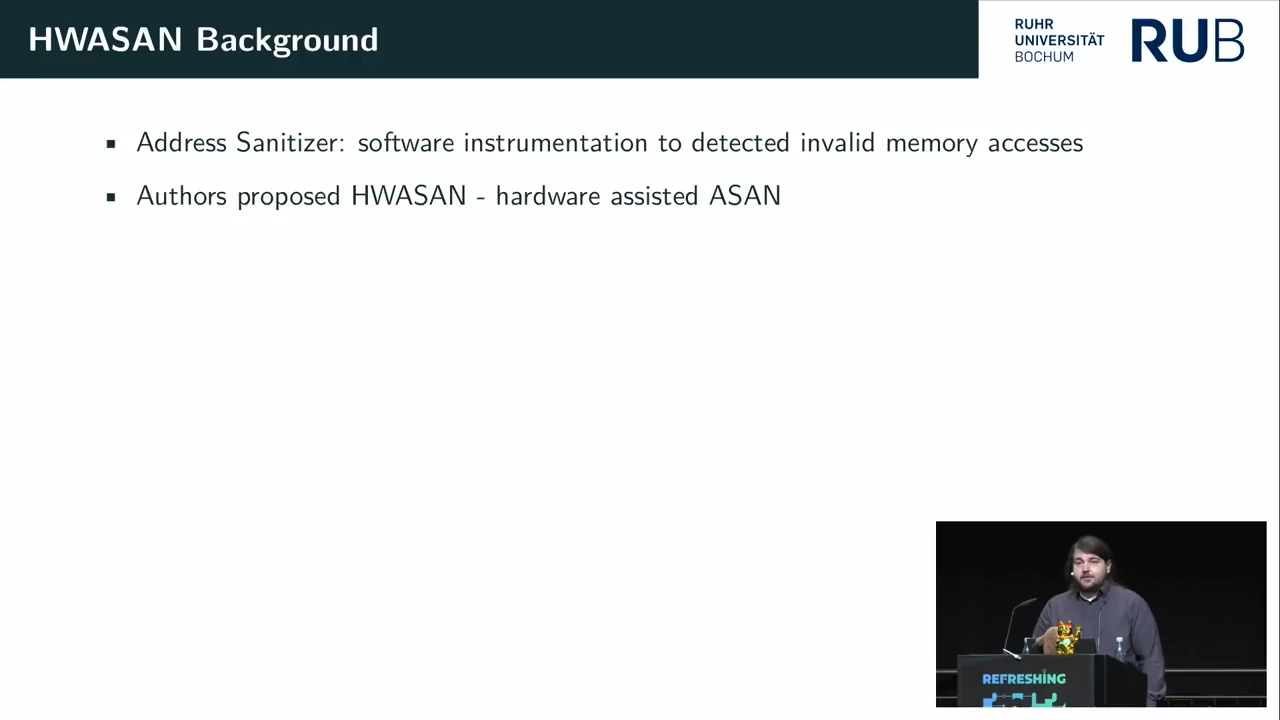 HWASAN Background
RUHR
UNIVERSITÄT
BOCHUM
RUB
▪ Address Sanitizer: software instrumentation to detected invalid memory accesses
▪ Authors proposed HWASAN - hardware assisted ASAN
REFRESHING